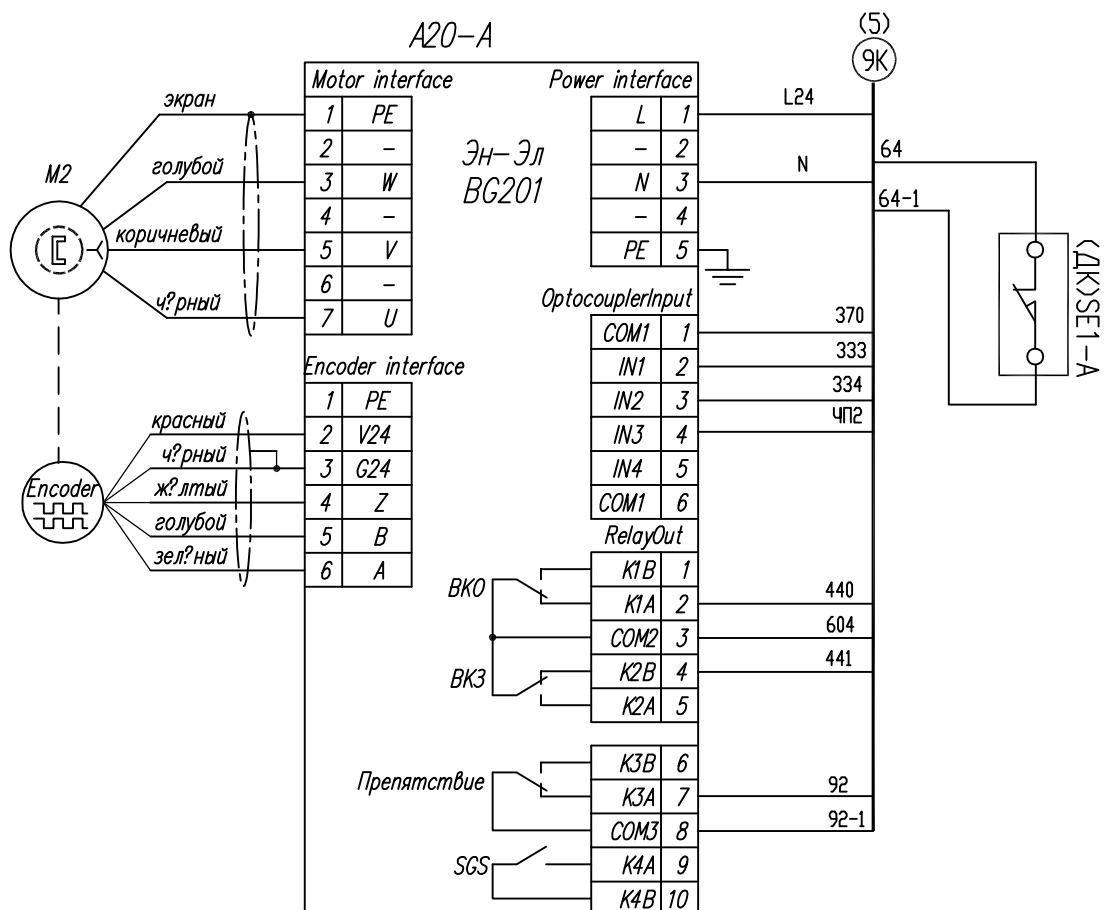 A20-A
(5)
9К
Motor interface
Power interface
Эн-Эл
BG201
1 PE
2 -
3 W
4 -
5 V
6 -
7 U
экран
голубой
коричневый
ч?рный
M2
L 1
- 2
N 3
- 4
PE 5
L24
N
64
64-1
(ДК)SE1-A
OptocouplerInput
COM1 1
IN1 2
IN2 3
IN3 4
IN4 5
COM1 6
370
333
334
ЧП2
Encoder interface
1 PE
2 V24
3 G24
4 Z
5 B
6 A
красный
ч?рный
ж?лтый
голубой
зел?ный
Encoder
RelayOut
K1B 1
K1A 2
COM2 3
K2B 4
K2A 5
ВКО
ВКЗ
440
604
441
K3B 6
K3A 7
COM3 8
K4A 9
K4B 10
Препятствие
SGS
92
92-1